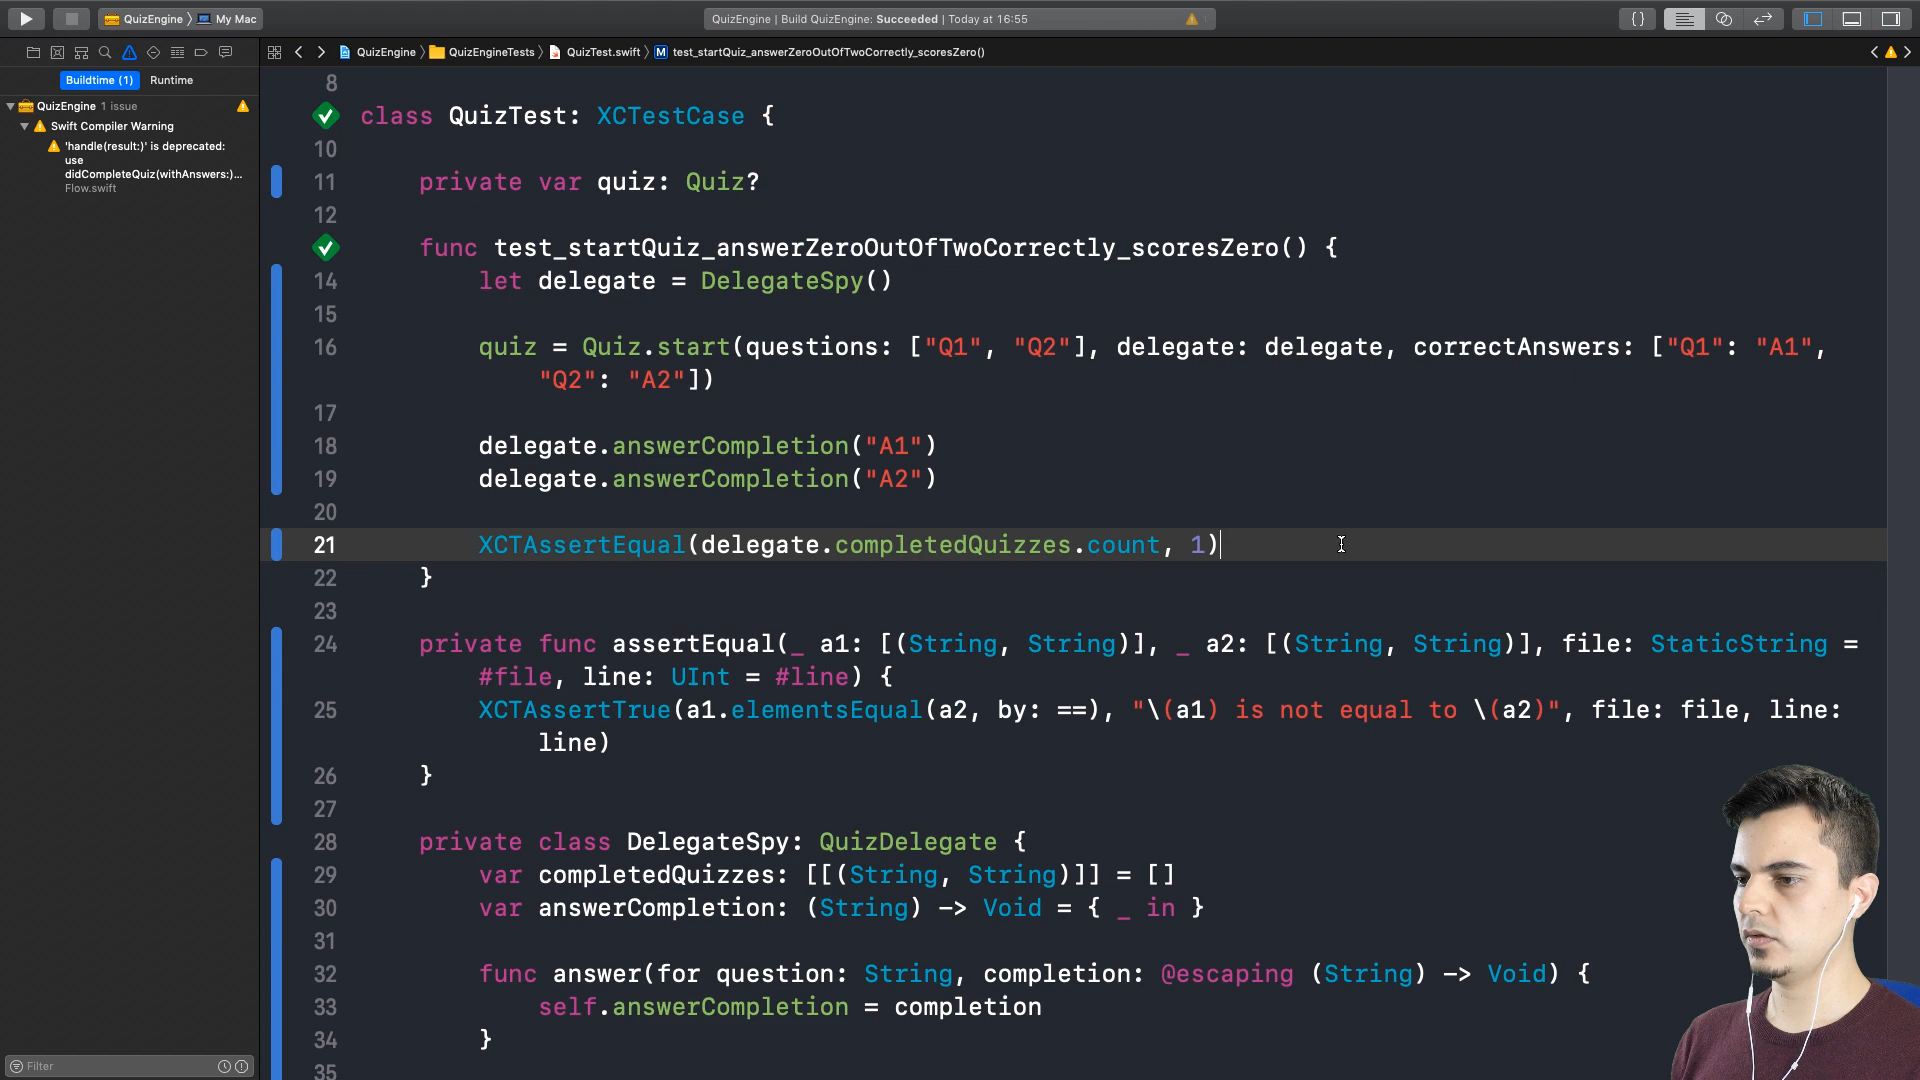 QuizEngine 〉 My Mac
QuizEngine | Build QuizEngine: Succeeded | Today at 16:55
QuizEngine 〉 QuizEngineTests 〉 QuizTest.swift 〉 M test_startQuiz_answerZeroOutOfTwoCorrectly_scoresZero()
Buildtime (1) Runtime
QuizEngine 1 issue
Swift Compiler Warning
'handle(result:)' is deprecated:
use
didCompleteQuiz(withAnswers:)...
Flow.swift
Filter
8
class QuizTest: XCTestCase {
10
11 private var quiz: Quiz?
12
func test_startQuiz_answerZeroOutOfTwoCorrectly_scoresZero() {
14 let delegate = DelegateSpy()
15
16 quiz = Quiz.start(questions: ["Q1", "Q2"], delegate: delegate, correctAnswers: ["Q1": "A1",
"Q2": "A2"])
17
18 delegate.answerCompletion("A1")
19 delegate.answerCompletion("A2")
20
21 XCTAssertEqual(delegate.completedQuizzes.count, 1)
22 }
23
24 private func assertEqual(_ a1: [(String, String)], _ a2: [(String, String)], file: StaticString =
#file, line: UInt = #line) {
25 XCTAssertTrue(a1.elementsEqual(a2, by: ==), "\(a1) is not equal to \(a2)", file: file, line:
line)
26 }
27
28 private class DelegateSpy: QuizDelegate {
29 var completedQuizzes: [[(String, String)]] = []
30 var answerCompletion: (String) -> Void = { _ in }
31
32 func answer(for question: String, completion: @escaping (String) -> Void) {
33 self.answerCompletion = completion
34 }
35